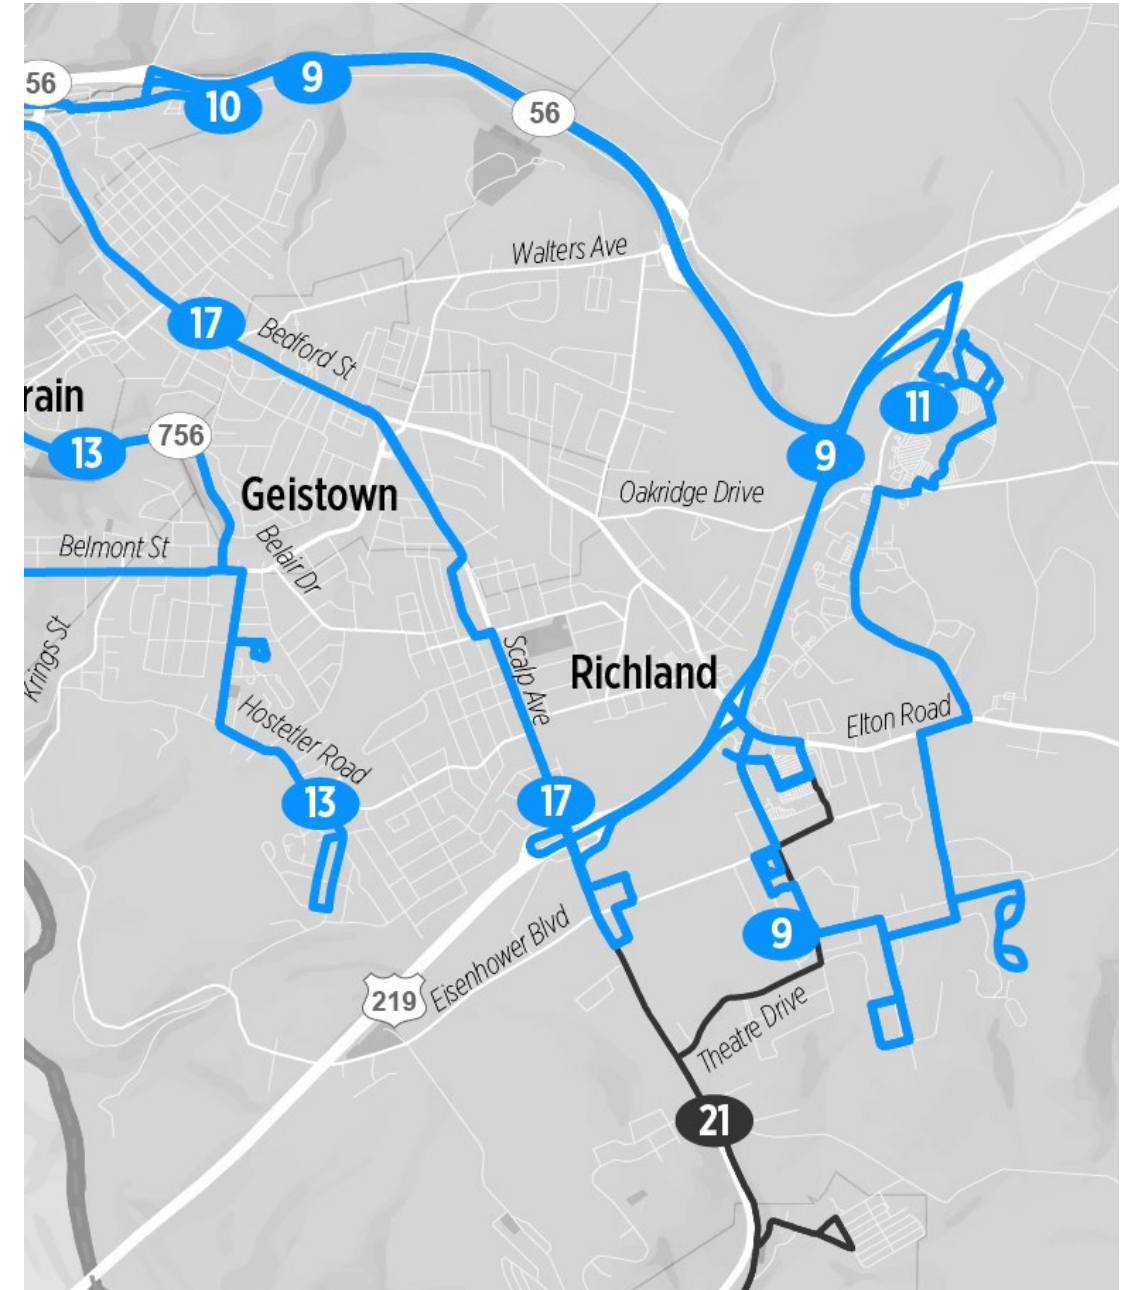 56
9
10
56
Walters Ave
17
Bedford St
rain
13
756
11
9
Geistown
Oakridge Drive
Belmont St
Belair Dr
Krings St
Scalp Ave
Richland
Hostetler Road
Elton Road
13
17
9
Eisenhower Blvd
219
Theatre Drive
21